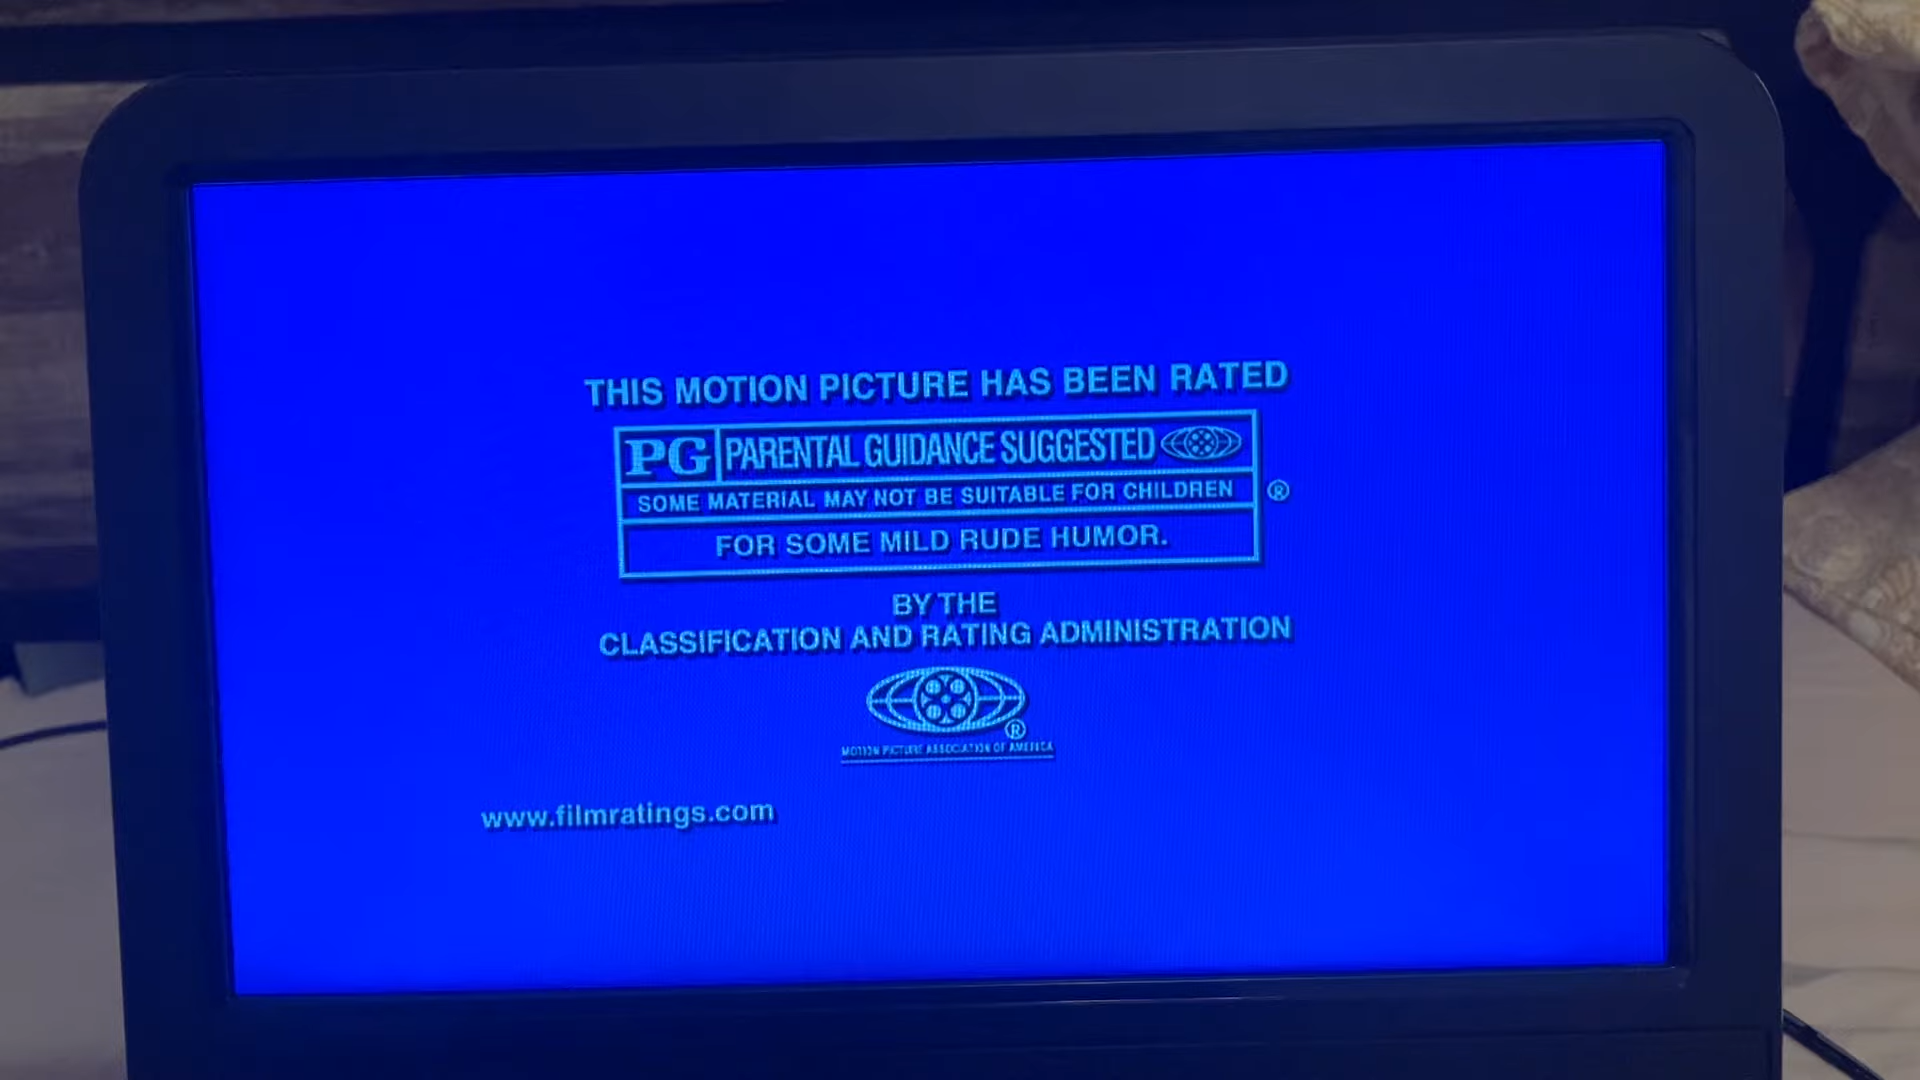 THIS MOTION PICTURE HAS BEEN RATED
PG PARENTAL GUIDANCE SUGGESTED
SOME MATERIAL MAY NOT BE SUITABLE FOR CHILDREN ®
FOR SOME MILD RUDE HUMOR.
BY THE
CLASSIFICATION AND RATING ADMINISTRATION
®
MOTION PICTURE ASSOCIATION OF AMERICA
www.filmratings.com